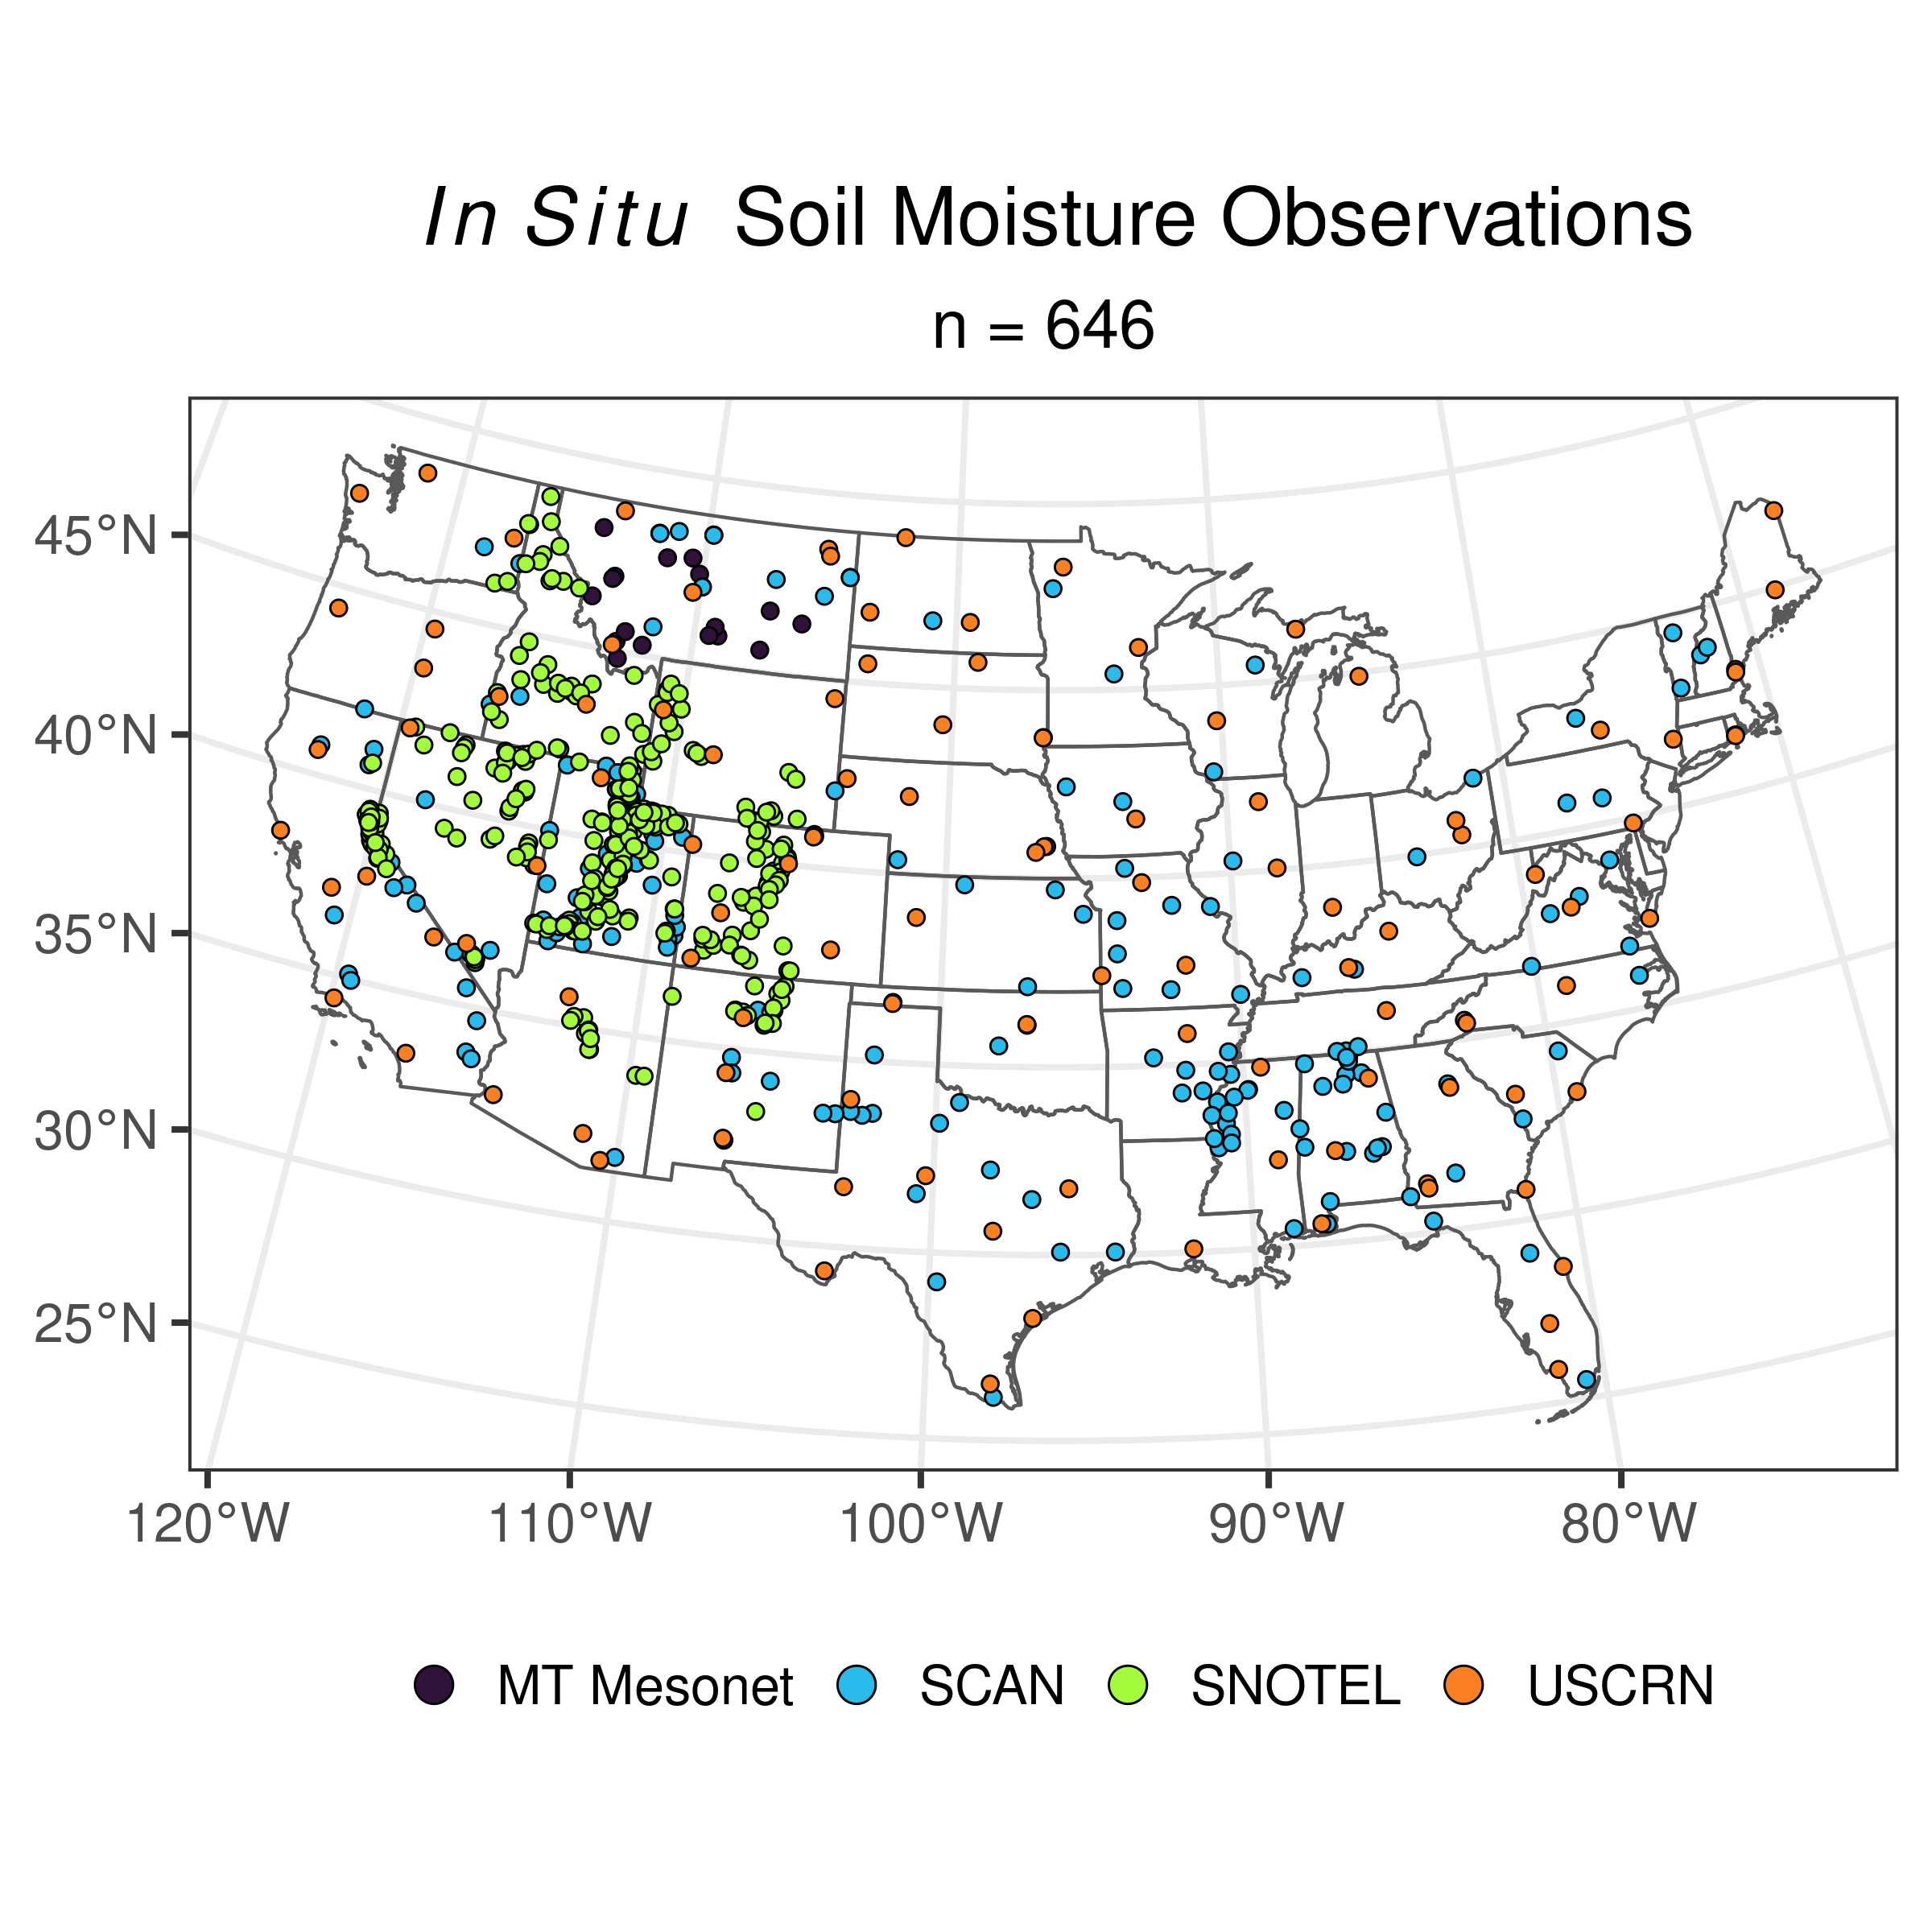 In Situ Soil Moisture Observations
n = 646
45°N
40°N
35°N
30°N
25°N
120°W 110°W 100°W 90°W 80°W
MT Mesonet SCAN SNOTEL USCRN